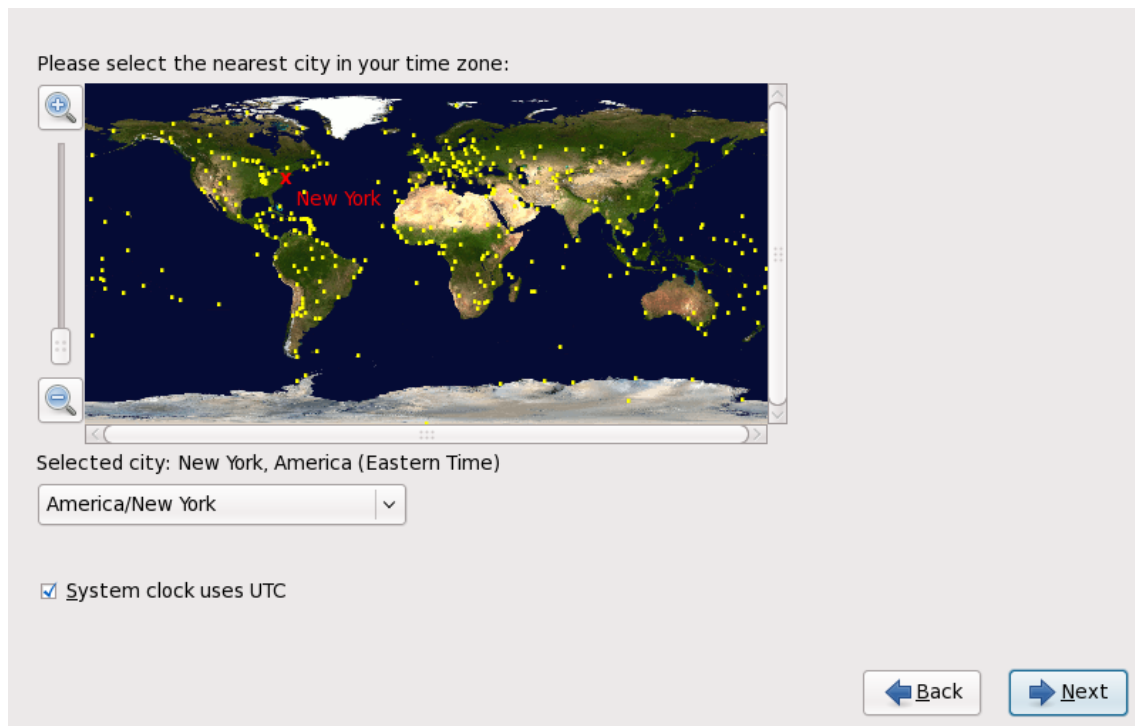 Please select the nearest city in your time zone:
New York
Selected city: New York, America (Eastern Time)
America/New York
System clock uses UTC
Back
Next